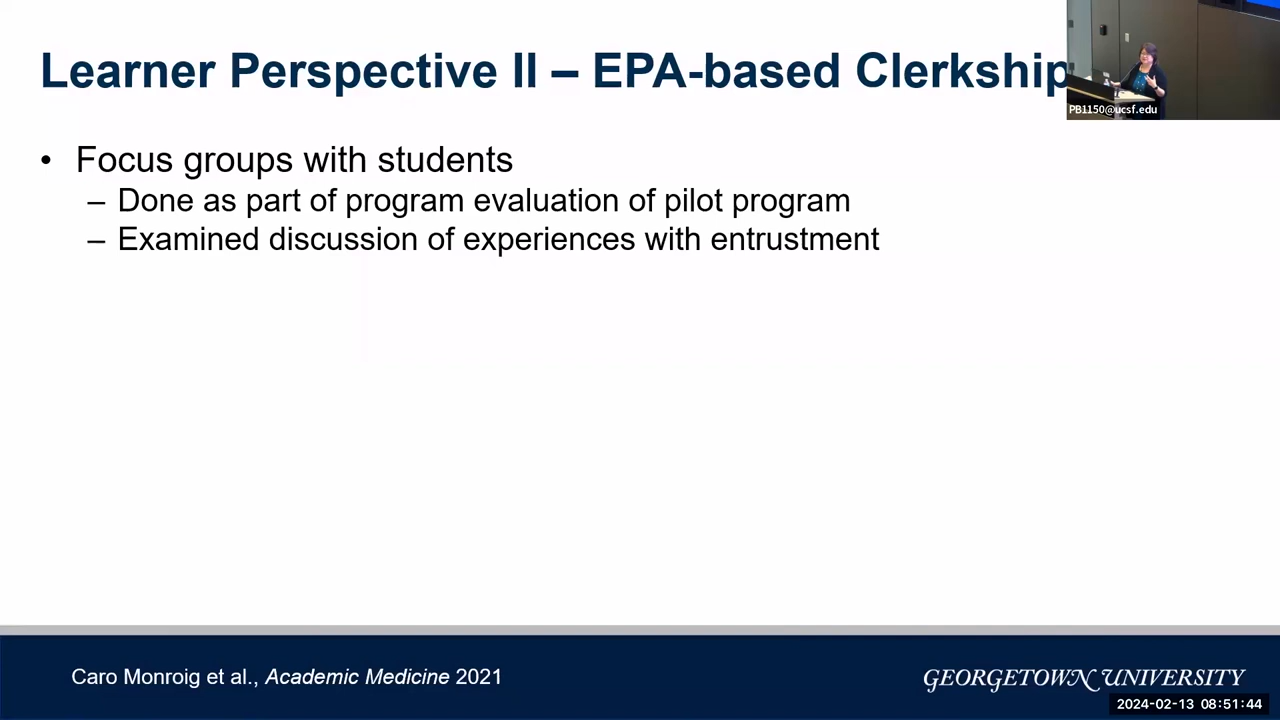 Learner Perspective II – EPA-based Clerkship
PB1150@ucsf.edu
• Focus groups with students
– Done as part of program evaluation of pilot program
– Examined discussion of experiences with entrustment
Caro Monroig et al., Academic Medicine 2021
GEORGETOWN UNIVERSITY
2024-02-13 08:51:44